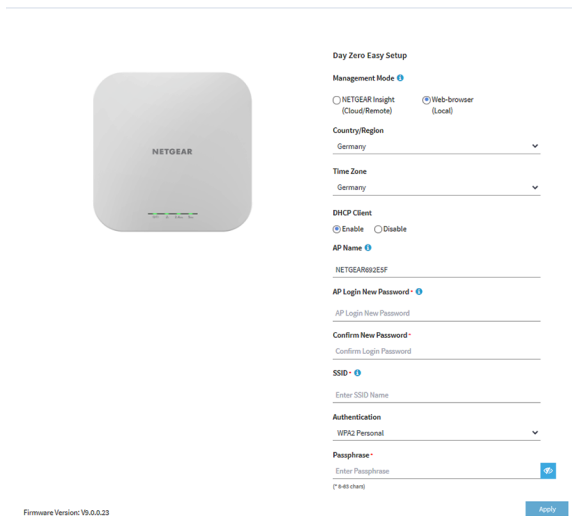 Day Zero Easy Setup
Management Mode
NETGEAR Insight
(Cloud/Remote)
Web-browser
(Local)
Country/Region
Germany
Time Zone
Germany
DHCP Client
Enable
Disable
AP Name
NETGEAR692E5F
AP Login New Password *
AP Login New Password
Confirm New Password *
Confirm Login Password
SSID *
Enter SSID Name
Authentication
WPA2 Personal
Passphrase *
Enter Passphrase
(* 8-63 chars)
Apply
NETGEAR
Firmware Version: V9.0.0.23